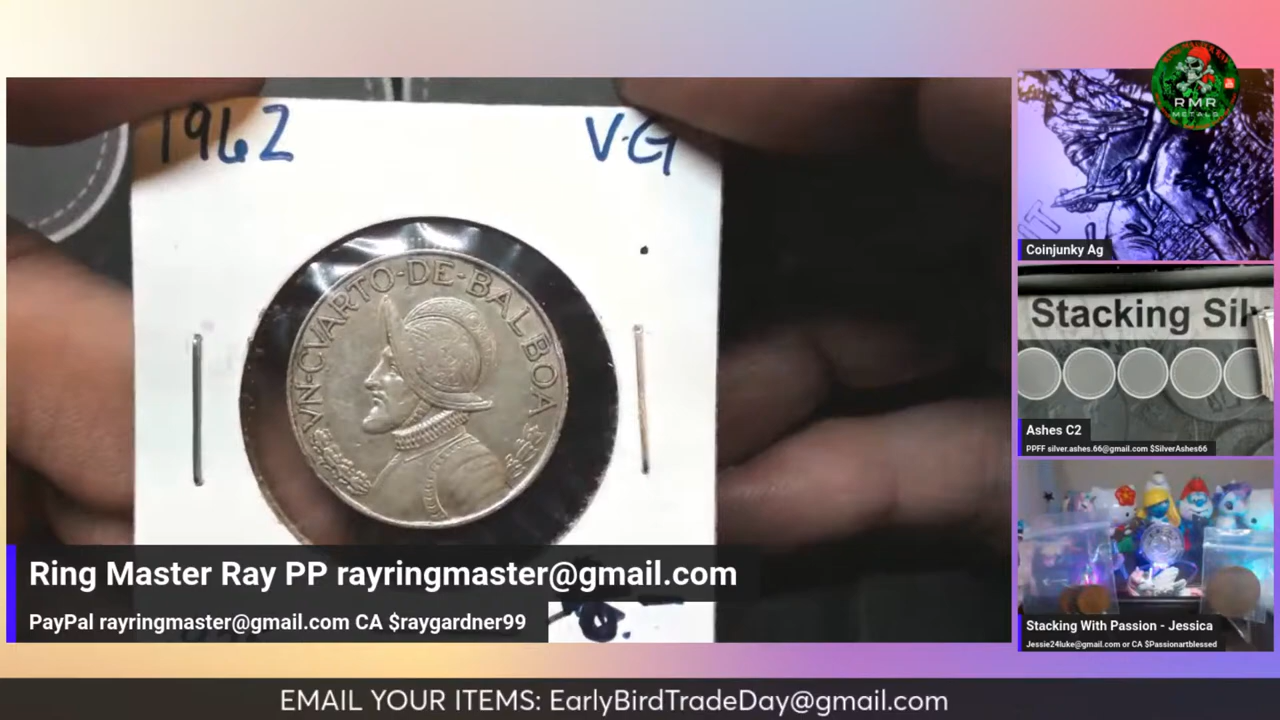 1962
V.G
VN-CVARTO-DE-BALBOA
Ring Master Ray PP rayringmaster@gmail.com
PayPal rayringmaster@gmail.com CA $raygardner99
RMR
METALS
Coinjunky Ag
Stacking Sil
Ashes C2
PPFF silver.ashes.66@gmail.com $SilverAshes66
Stacking With Passion - Jessica
Jessie24luke@gmail.com or CA $Passionartblessed
EMAIL YOUR ITEMS: EarlyBirdTradeDay@gmail.com